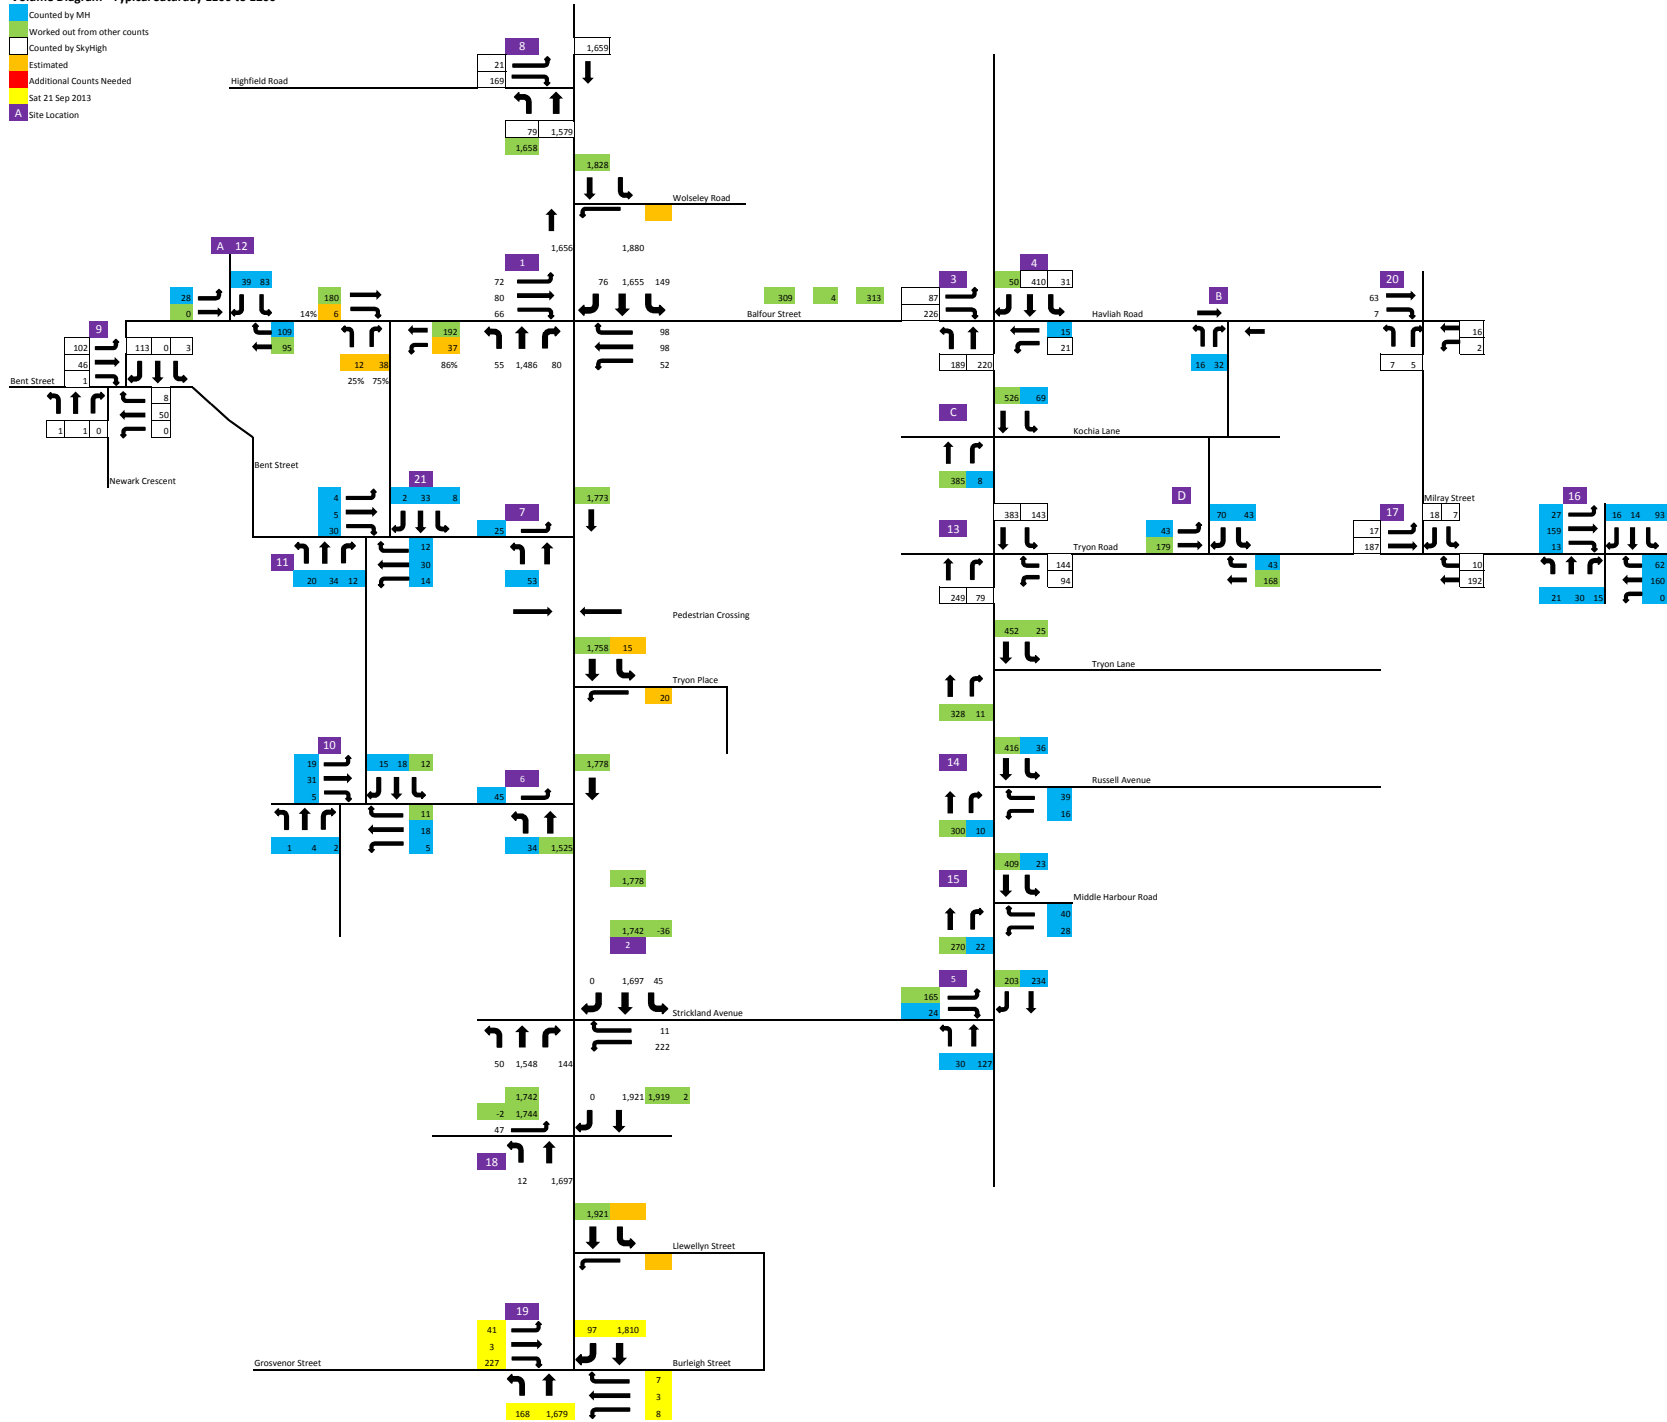 Volume Diagram - Typical Saturday 1200 to 1300
Counted by MH
Worked out from other counts
Counted by SkyHigh
Estimated
Additional Counts Needed
Sat 21 Sep 2013
A Site Location
8 1,659
21
169
Highfield Road
79 1,579
1,658
1,828
Wolseley Road
1,656 1,880
A 12
39 83
28
0
14%
180
6
109
95
192
37
12 38
86%
25% 75%
1
72
80
66
76 1,655 149
98
98
52
55 1,486 80
309 4 313
Balfour Street
3
87
226
4
50 410 31
15
21
189 220
Havliah Road
B
16 32
20
63
7
16
2
7 5
9
102
46
1
113 0 3
Bent Street
8
50
0
1 1 0
Newark Crescent
Bent Street
C
526 69
Kochia Lane
385 8
21
4
5
30
2 33 8
11
20 34 12
12
30
14
7
25
1,773
53
13
383 143
Tryon Road
144
94
249 79
D
43
179
70 43
43
168
17
17
187
Milray Street
18 7
10
192
16
27
159
13
16 14 93
62
160
0
21 30 15
Pedestrian Crossing
1,758 15
Tryon Place
20
452 25
Tryon Lane
328 11
10
19
31
5
15 18 12
11
18
5
1 4 2
6
45
1,778
34 1,525
14
416 36
Russell Avenue
39
16
300 10
1,778
1,742 -36
2
15
409 23
Middle Harbour Road
40
28
270 22
0 1,697 45
Strickland Avenue
11
222
50 1,548 144
5
165
24
203 234
30 127
1,742
-2 1,744
47
0 1,921 1,919 2
18
12 1,697
1,921
Llewellyn Street
19
41
3
227
97 1,810
Grosvenor Street
Burleigh Street
7
3
8
168 1,679